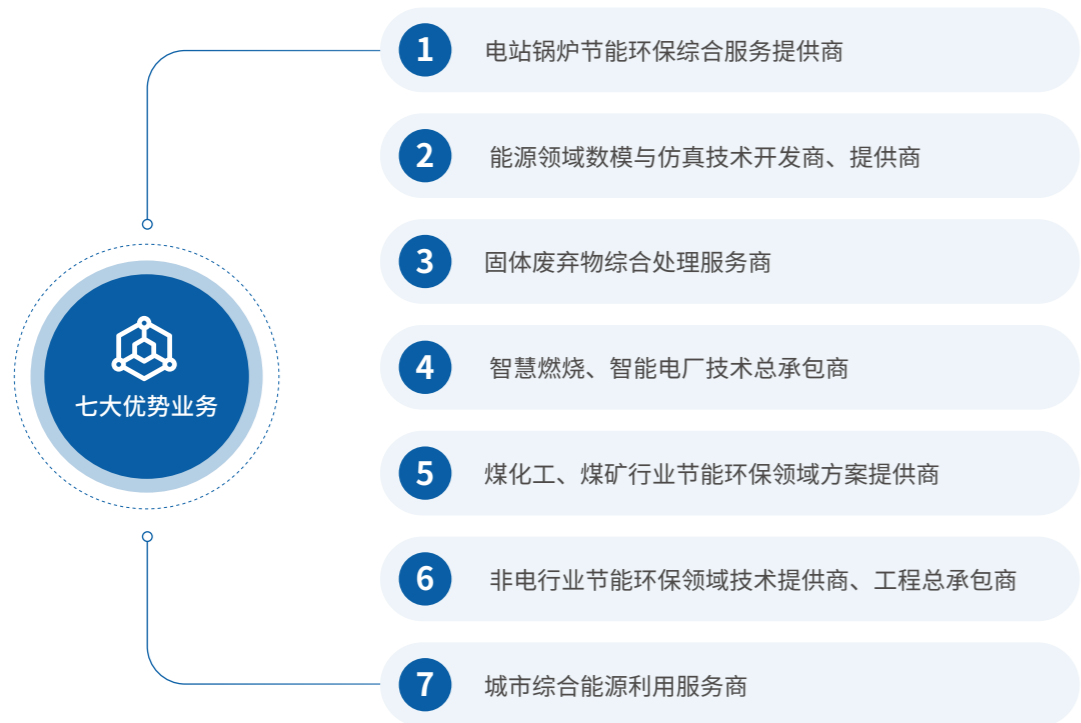 七大优势业务
1 电站锅炉节能环保综合服务提供商
2 能源领域数模与仿真技术开发商、提供商
3 固体废弃物综合处理服务商
4 智慧燃烧、智能电厂技术总承包商
5 煤化工、煤矿行业节能环保领域方案提供商
6 非电行业节能环保领域技术提供商、工程总承包商
7 城市综合能源利用服务商